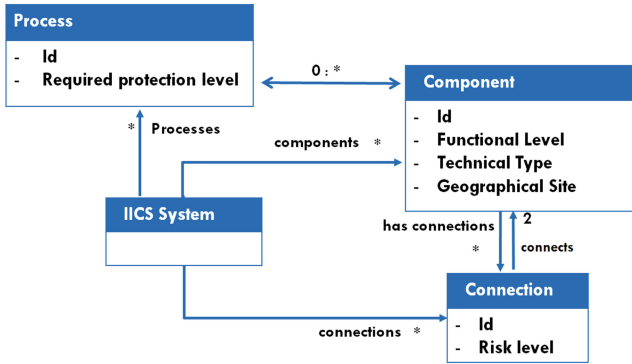 Process
- Id
- Required protection level
0 : *
Component
- Id
- Functional Level
- Technical Type
- Geographical Site
* Processes
components *
IICS System
has connections
*
2
connects
Connection
- Id
- Risk level
connections *